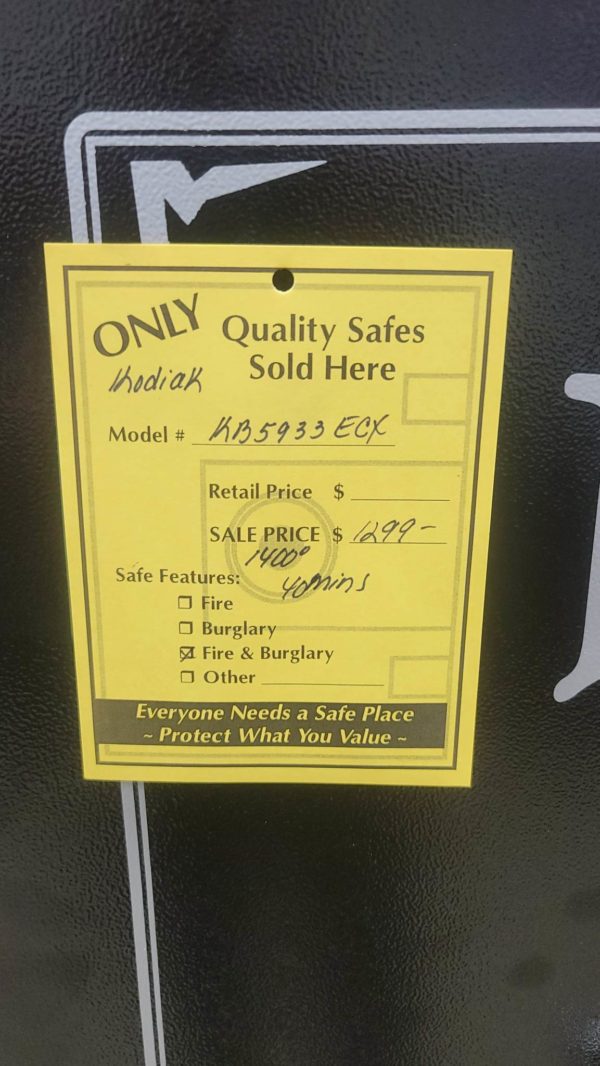 ONLY Quality Safes
Sold Here
Kodiak
Model # KB5933 ECX
Retail Price $
SALE PRICE $ 1299-
1400°
Safe Features: 40mins
Fire
Burglary
Fire & Burglary
Other
Everyone Needs a Safe Place
~ Protect What You Value ~